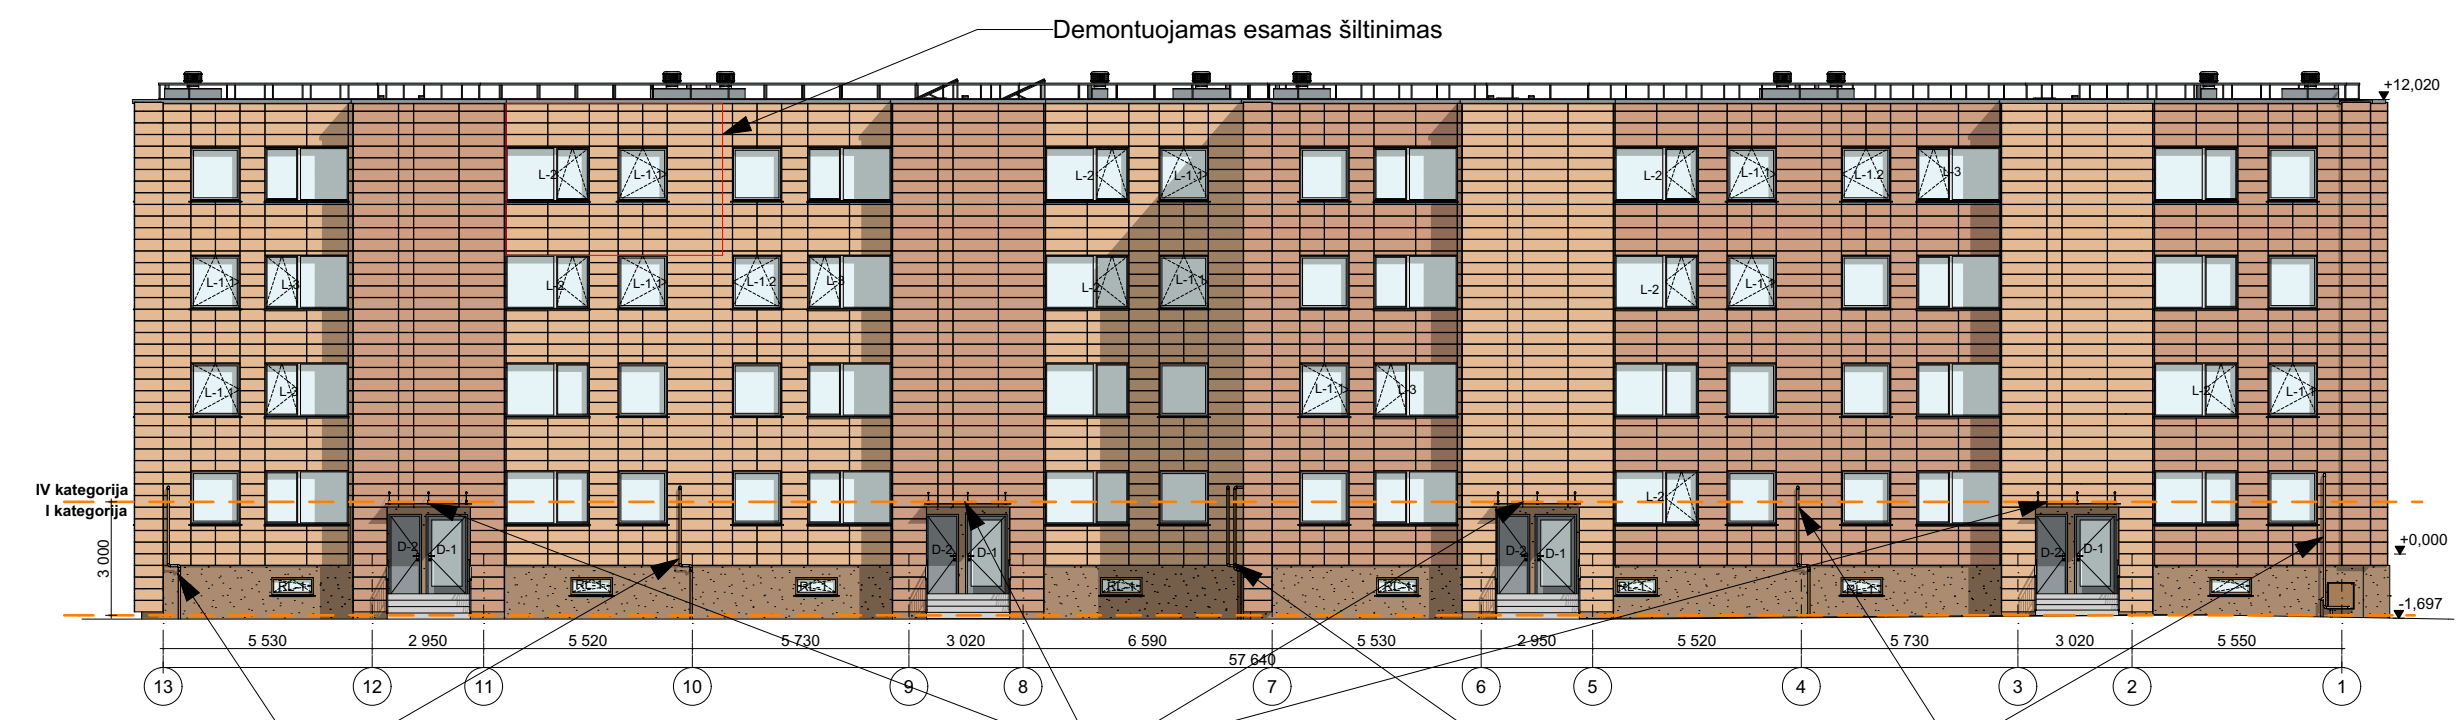 Demontuojamas esamas šiltinimas
+12,020
L-2 L-1.1 L-2 L-1.1 L-2 L-1.1 L-1.2 L-3
L-1.1 L-3 L-2 L-1.1 L-1.2 L-3 L-2 L-1.1 L-2 L-1.1
L-1.1 L-3 L-1.1 L-3 L-2 L-1.1
L-2
IV kategorija
I kategorija
3 000
D-2 D-1 D-2 D-1 D-2 D-1 D-2 D-1
+0,000
RL-1 RL-1 RL-1 RL-1 RL-1 RL-1 RL-1
-1,697
5 530 2 950 5 520 5 730 3 020 6 590 5 530 2 950 5 520 5 730 3 020 5 550
57 640
13 12 11 10 9 8 7 6 5 4 3 2 1